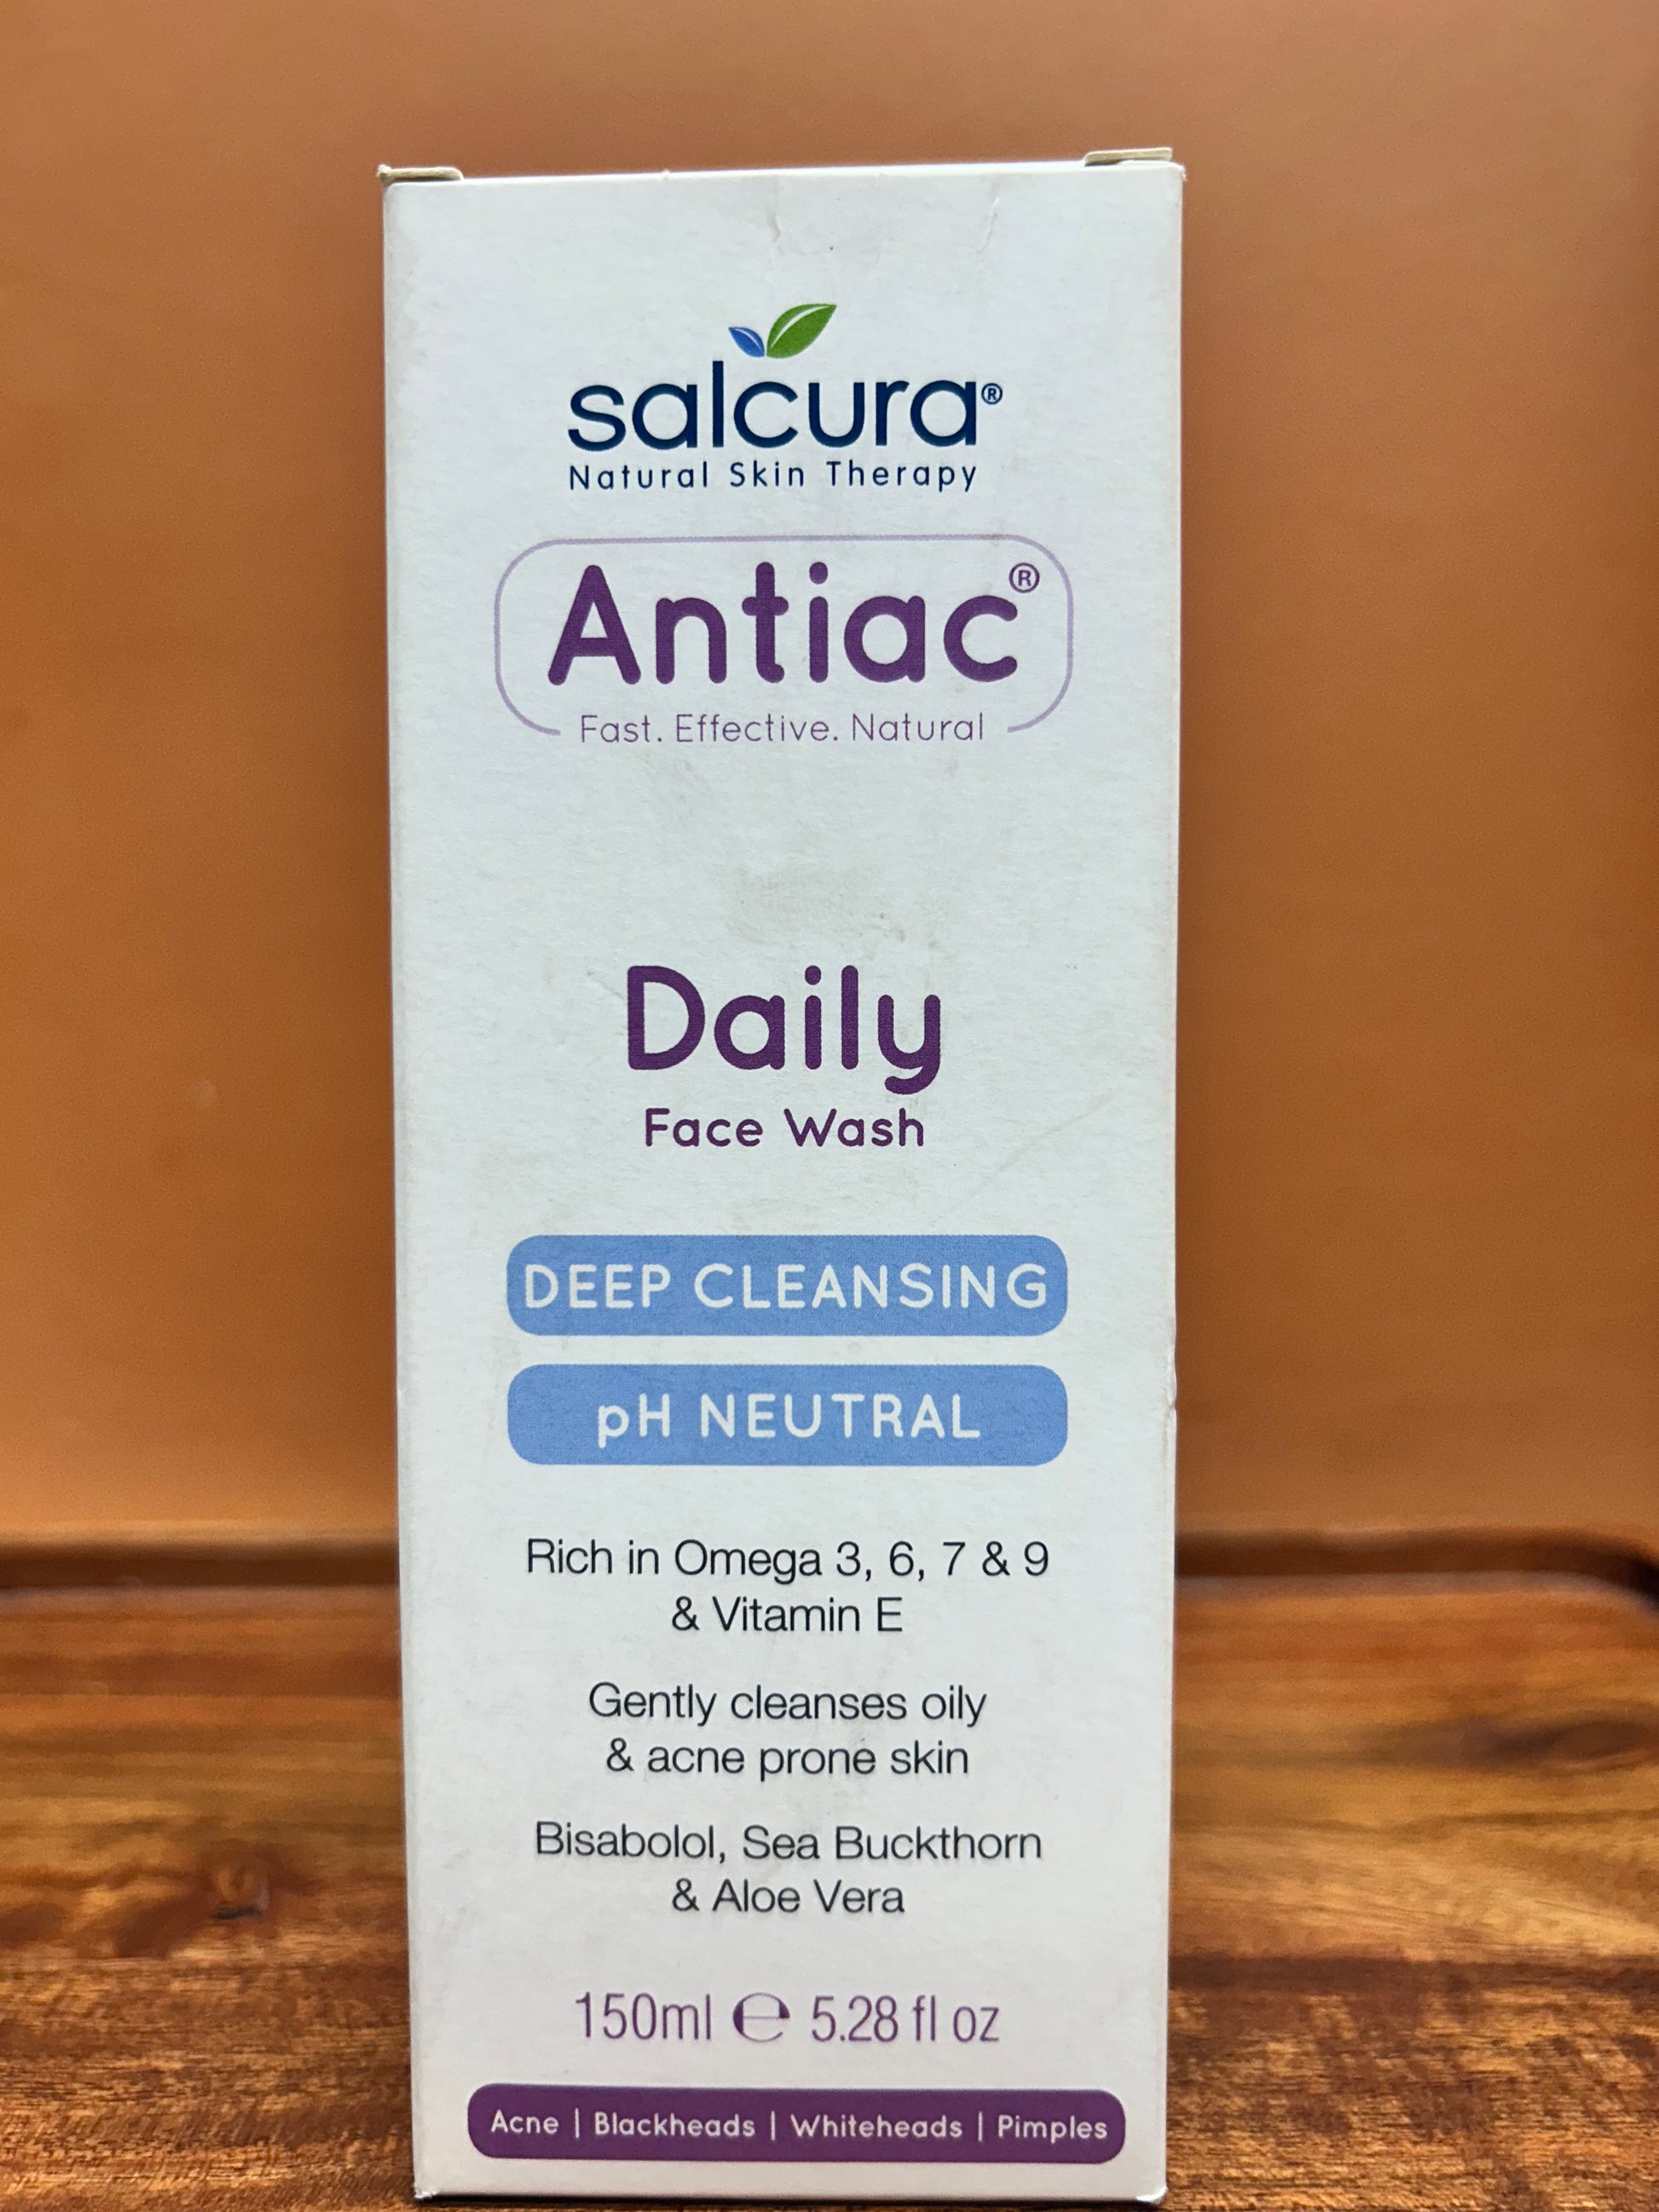 salcura®
Natural Skin Therapy
Antiac®
Fast. Effective. Natural
Daily
Face Wash
DEEP CLEANSING
pH NEUTRAL
Rich in Omega 3, 6, 7 & 9
& Vitamin E
Gently cleanses oily
& acne prone skin
Bisabolol, Sea Buckthorn
& Aloe Vera
150ml ℮ 5.28 fl oz
Acne | Blackheads | Whiteheads | Pimples